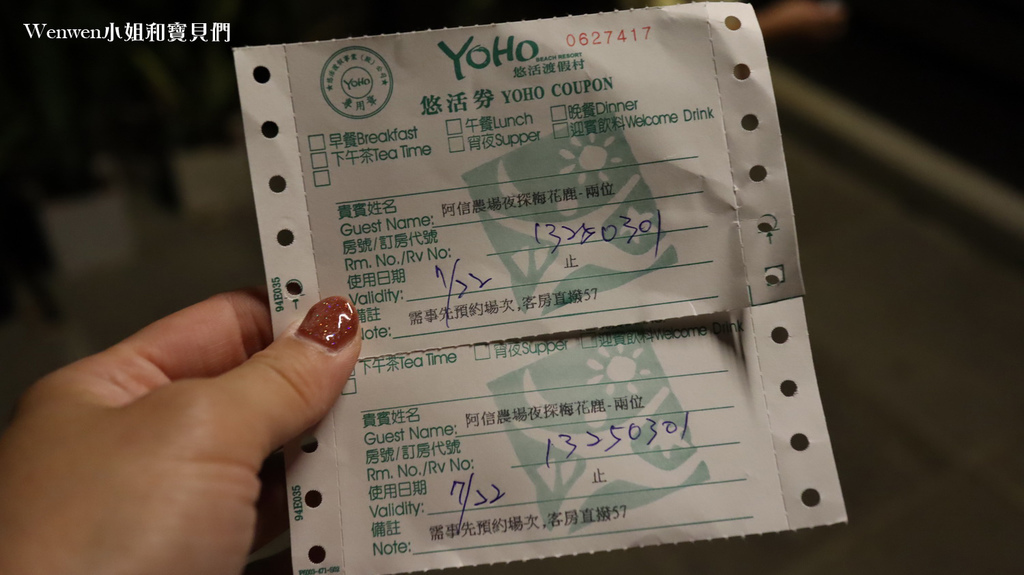 Wenwen小姐和寶貝們
YoHo
BEACH RESORT
悠活渡假村
0627417
YoHo
專用章
悠活券 YOHO COUPON
□早餐Breakfast □午餐Lunch □晚餐Dinner
□下午茶Tea Time □宵夜Supper □迎賓飲料Welcome Drink
□
貴賓姓名
Guest Name: 阿信農場夜探梅花鹿-兩位
房號/訂房代號
Rm. No./Rv No: 13250301
使用日期
Validity: 7/22 止
備註
Note: 需事先預約場次,客房直撥57
94E035
下午茶Tea Time □宵夜Supper □迎賓飲料Welcome Drink
貴賓姓名
Guest Name: 阿信農場夜探梅花鹿-兩位
房號/訂房代號
Rm. No./Rv No: 13250301
使用日期
Validity: 7/22 止
備註
Note: 需事先預約場次,客房直撥57
94E035